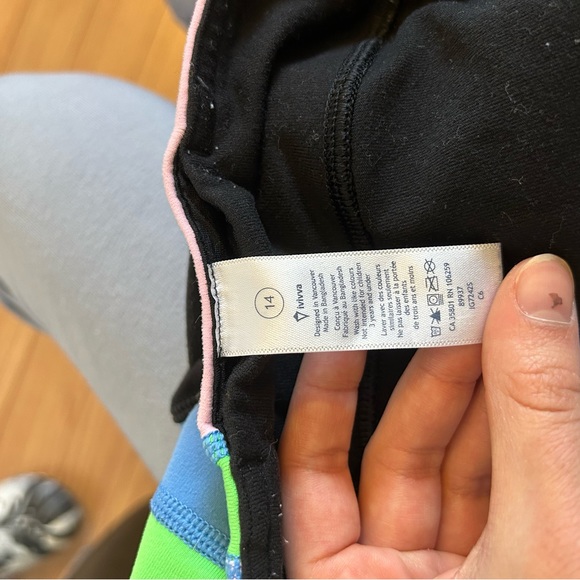 14
vivva
Designed in Vancouver
Made in Bangladesh
Conçu à Vancouver
Fabriqué au Bangladesh
Wash with like colours
Not intended for children
3 years and under
Laver avec des couleurs
similaires seulement
Ne pas laisser à la portée
des enfants
de trois ans et moins
CA 35801 RN 106259
89937
JG7242S
C6